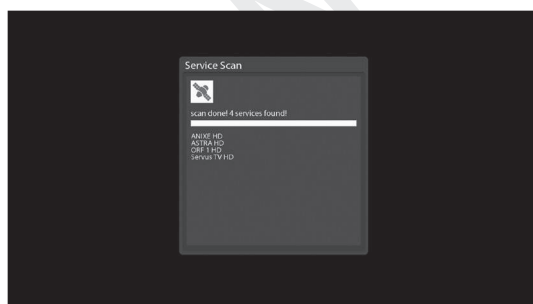 Service Scan
scan done! 4 services found!
ANIXE HD
ASTRA HD
ORF 1 HD
Servus TV HD